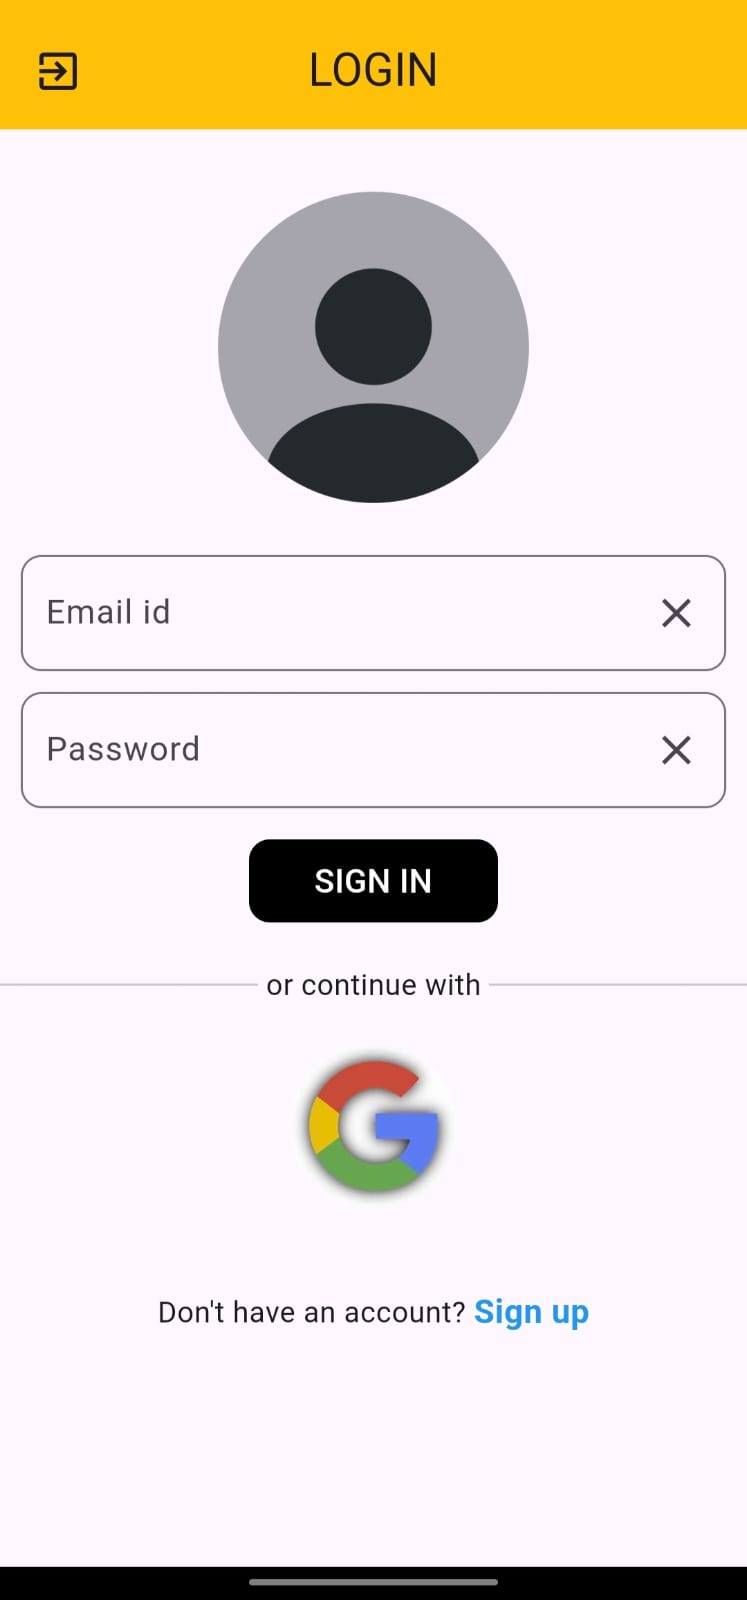 LOGIN
Email id
Password
SIGN IN
or continue with
Don't have an account? Sign up